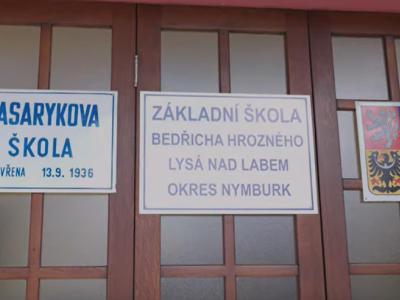 ASARYKOVA
ŠKOLA
VŘENA 13.9. 1936
ZÁKLADNÍ ŠKOLA
BEDŘICHA HROZNÉHO
LYSÁ NAD LABEM
OKRES NYMBURK